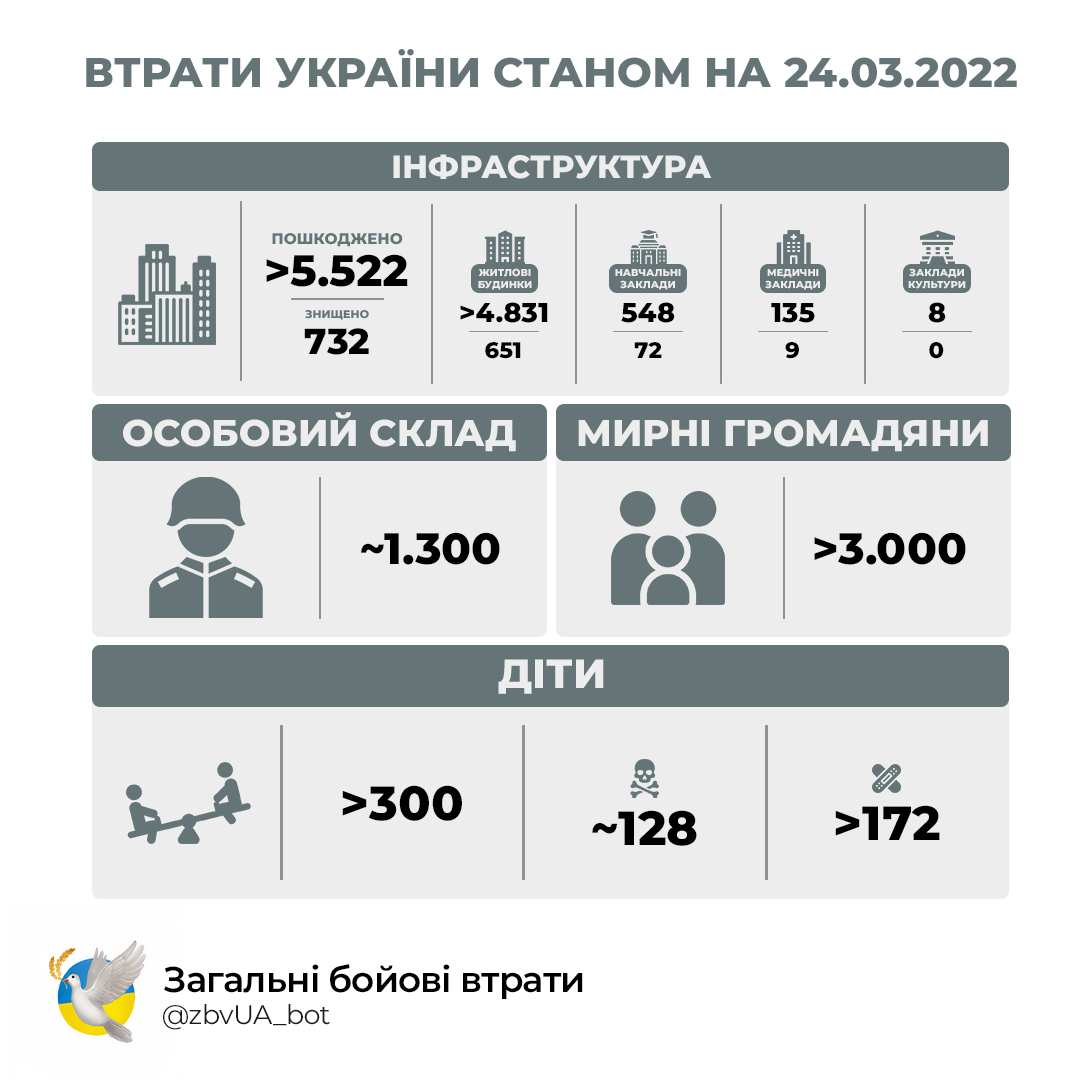 ВТРАТИ УКРАЇНИ СТАНОМ НА 24.03.2022
ІНФРАСТРУКТУРА
ПОШКОДЖЕНО
>5.522
ЗНИЩЕНО
732
ЖИТЛОВІ
БУДИНКИ
>4.831
651
НАВЧАЛЬНІ
ЗАКЛАДИ
548
72
МЕДИЧНІ
ЗАКЛАДИ
135
9
ЗАКЛАДИ
КУЛЬТУРИ
8
0
ОСОБОВИЙ СКЛАД
~1.300
МИРНІ ГРОМАДЯНИ
>3.000
ДІТИ
>300
~128
>172
Загальні бойові втрати
@zbvUA_bot